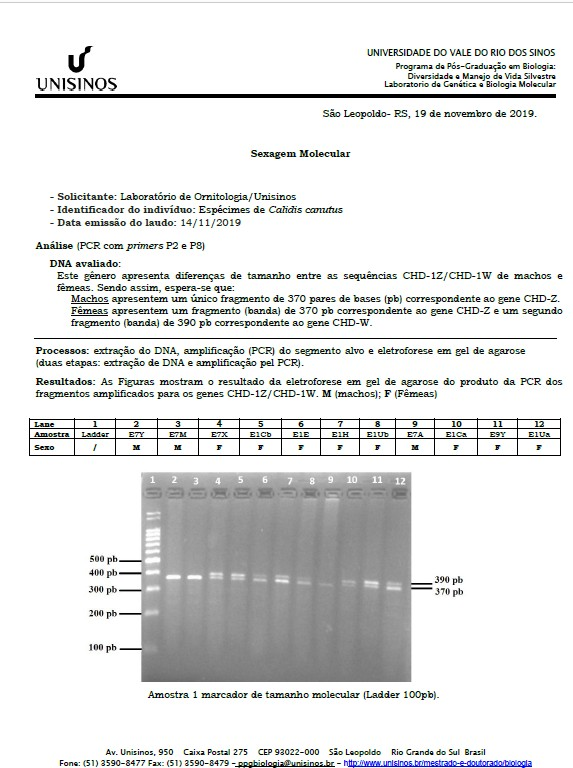 UNISINOS
UNIVERSIDADE DO VALE DO RIO DOS SINOS
Programa de Pós-Graduação em Biologia:
Diversidade e Manejo de Vida Silvestre
Laboratorio de Genética e Biologia Molecular
São Leopoldo- RS, 19 de novembro de 2019.
Sexagem Molecular
- Solicitante: Laboratório de Ornitologia/Unisinos
- Identificador do indivíduo: Espécimes de Calidis canutus
- Data emissão do laudo: 14/11/2019
Análise (PCR com primers P2 e P8)
DNA avaliado:
Este gênero apresenta diferenças de tamanho entre as sequências CHD-1Z/CHD-1W de machos e
fêmeas. Sendo assim, espera-se que:
Machos apresentem um único fragmento de 370 pares de bases (pb) correspondente ao gene CHD-Z.
Fêmeas apresentem um fragmento (banda) de 370 pb correspondente ao gene CHD-Z e um segundo
fragmento (banda) de 390 pb correspondente ao gene CHD-W.
Processos: extração do DNA, amplificação (PCR) do segmento alvo e eletroforese em gel de agarose
(duas etapas: extração de DNA e amplificação pel PCR).
Resultados: As Figuras mostram o resultado da eletroforese em gel de agarose do produto da PCR dos
fragmentos amplificados para os genes CHD-1Z/CHD-1W. M (machos); F (Fêmeas)
Lane 1 2 3 4 5 6 7 8 9 10 11 12
Amostra Ladder E7Y E7M E7X E1Cb E1E E1H E1Ub E7A E1Ca E9Y E1Ua
Sexo / M M F F F F F M F F F
1 2 3 4 5 6 7 8 9 10 11 12
500 pb
400 pb
300 pb
200 pb
100 pb
390 pb
370 pb
Amostra 1 marcador de tamanho molecular (Ladder 100pb).
Av. Unisinos, 950 Caixa Postal 275 CEP 93022-000 São Leopoldo Rio Grande do Sul Brasil
Fone: (51) 3590-8477 Fax: (51) 3590-8479 - ppgbiologia@unisinos.br - http://www.unisinos.br/mestrado-e-doutorado/biologia